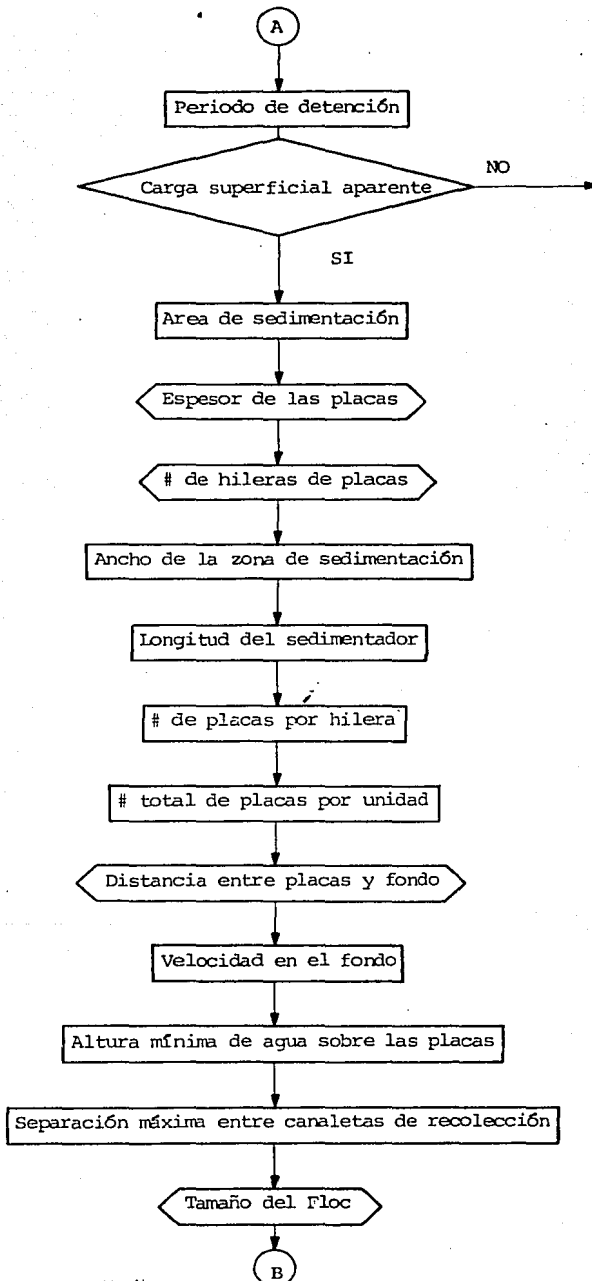 A
Periodo de detención
Carga superficial aparente
NO
SI
Area de sedimentación
Espesor de las placas
# de hileras de placas
Ancho de la zona de sedimentación
Longitud del sedimentador
# de placas por hilera
# total de placas por unidad
Distancia entre placas y fondo
Velocidad en el fondo
Altura mínima de agua sobre las placas
Separación máxima entre canaletas de recolección
Tamaño del Floc
B